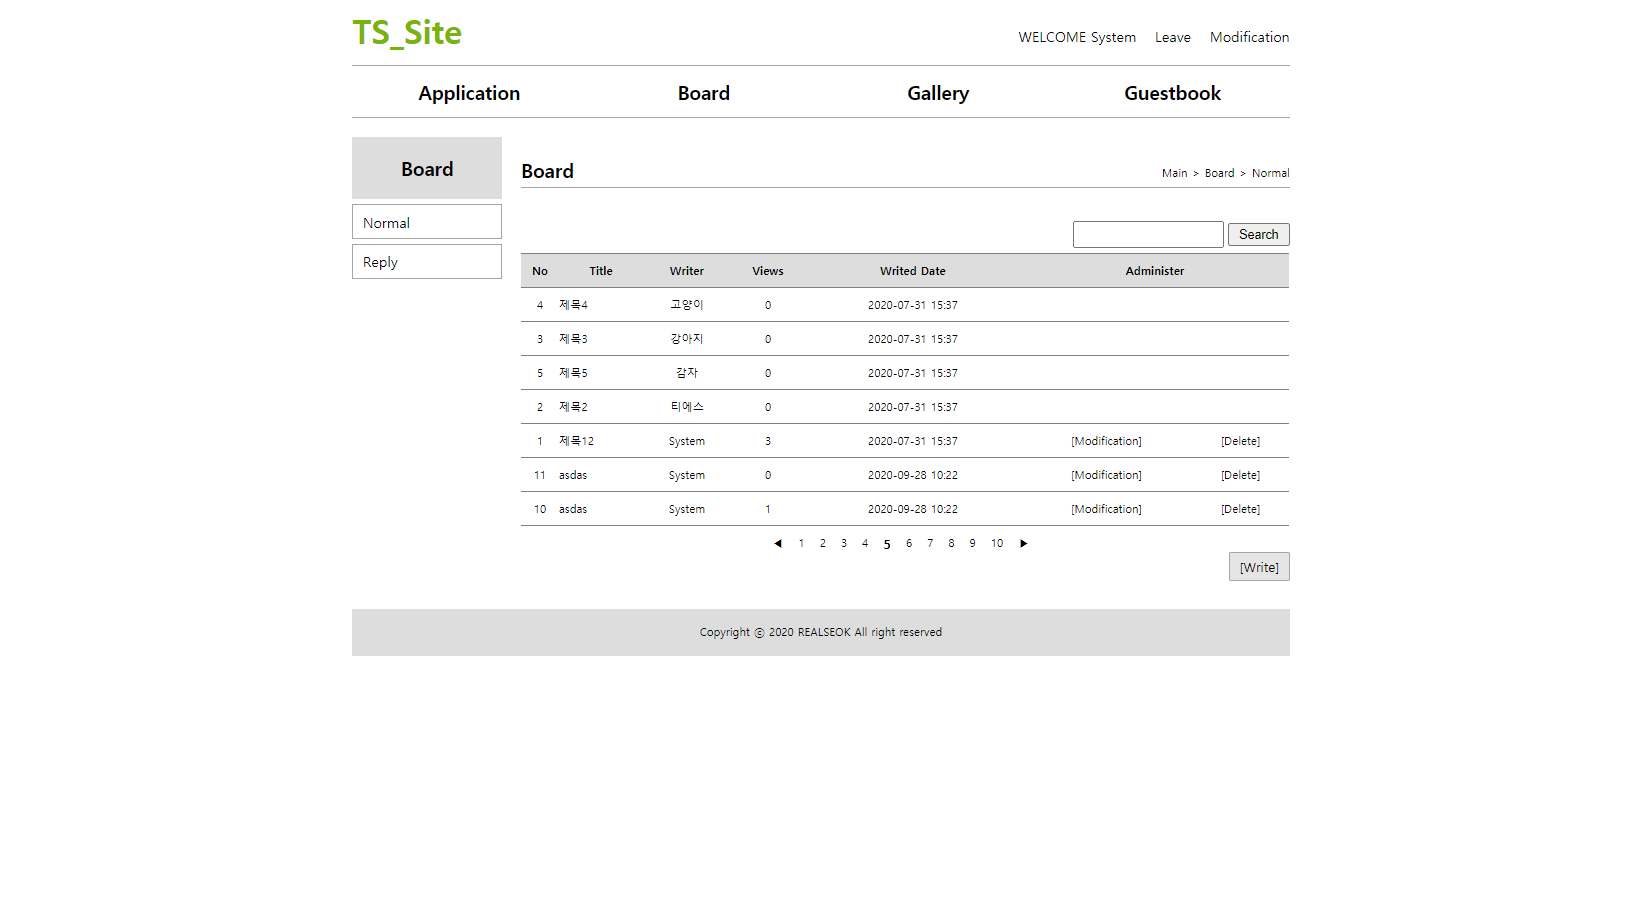 TS_Site
WELCOME System Leave Modification
Application Board Gallery Guestbook
Board
Normal
Reply
Board
Main > Board > Normal
Search
No Title Writer Views Writed Date Administer
4 제목4 고양이 0 2020-07-31 15:37
3 제목3 강아지 0 2020-07-31 15:37
5 제목5 감자 0 2020-07-31 15:37
2 제목2 티에스 0 2020-07-31 15:37
1 제목12 System 3 2020-07-31 15:37 [Modification] [Delete]
11 asdas System 0 2020-09-28 10:22 [Modification] [Delete]
10 asdas System 1 2020-09-28 10:22 [Modification] [Delete]
◀ 1 2 3 4 5 6 7 8 9 10 ▶
[Write]
Copyright ⓒ 2020 REALSEOK All right reserved